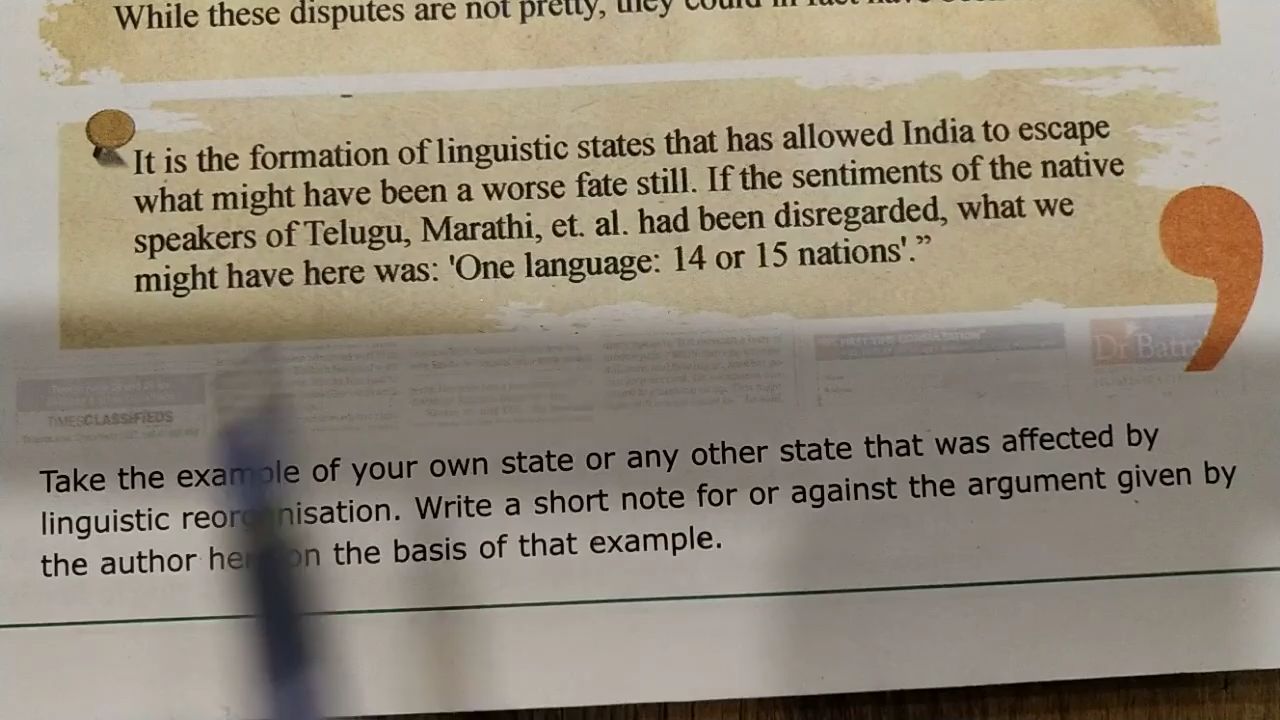 While these disputes are not pretty, they could in fact have
It is the formation of linguistic states that has allowed India to escape
what might have been a worse fate still. If the sentiments of the native
speakers of Telugu, Marathi, et. al. had been disregarded, what we
might have here was: 'One language: 14 or 15 nations'.”
Dr Batra
TIMESCLASSIFIEDS
Take the example of your own state or any other state that was affected by
linguistic reorganisation. Write a short note for or against the argument given by
the author here on the basis of that example.